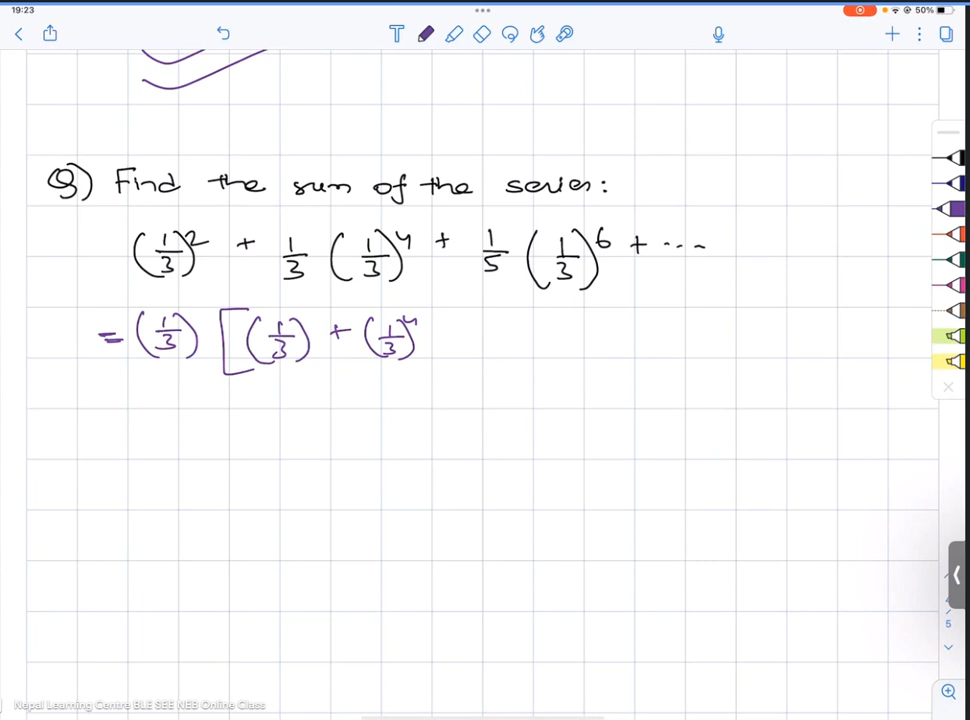 19:23
50%
T
Q) Find the sum of the series:
(1/3)^2 + 1/3 (1/3)^4 + 1/5 (1/3)^6 + ...
= (1/3) [(1/3) + (1/3)^4
5
Nepal Learning Centre BLE SEE NEB Online Class